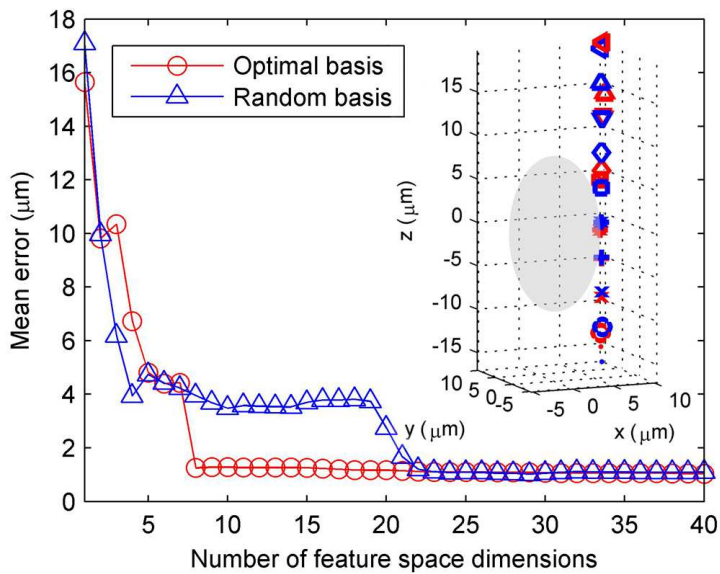 18
16
14
12
10
8
6
4
2
0
Mean error (μm)
5 10 15 20 25 30 35 40
Number of feature space dimensions
Optimal basis
Random basis
15
10
5
0
-5
-10
-15
z (μm)
10
5
0
-5
y (μm)
-5 0 5 10
x (μm)